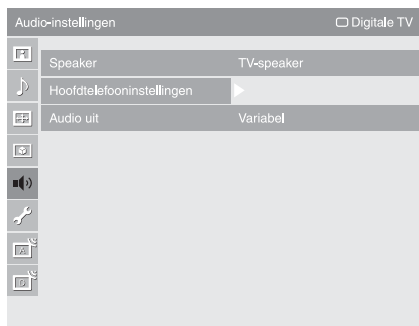 Audio-instellingen Digitale TV
Speaker TV-speaker
Hoofdtelefooninstellingen
Audio uit Variabel
A